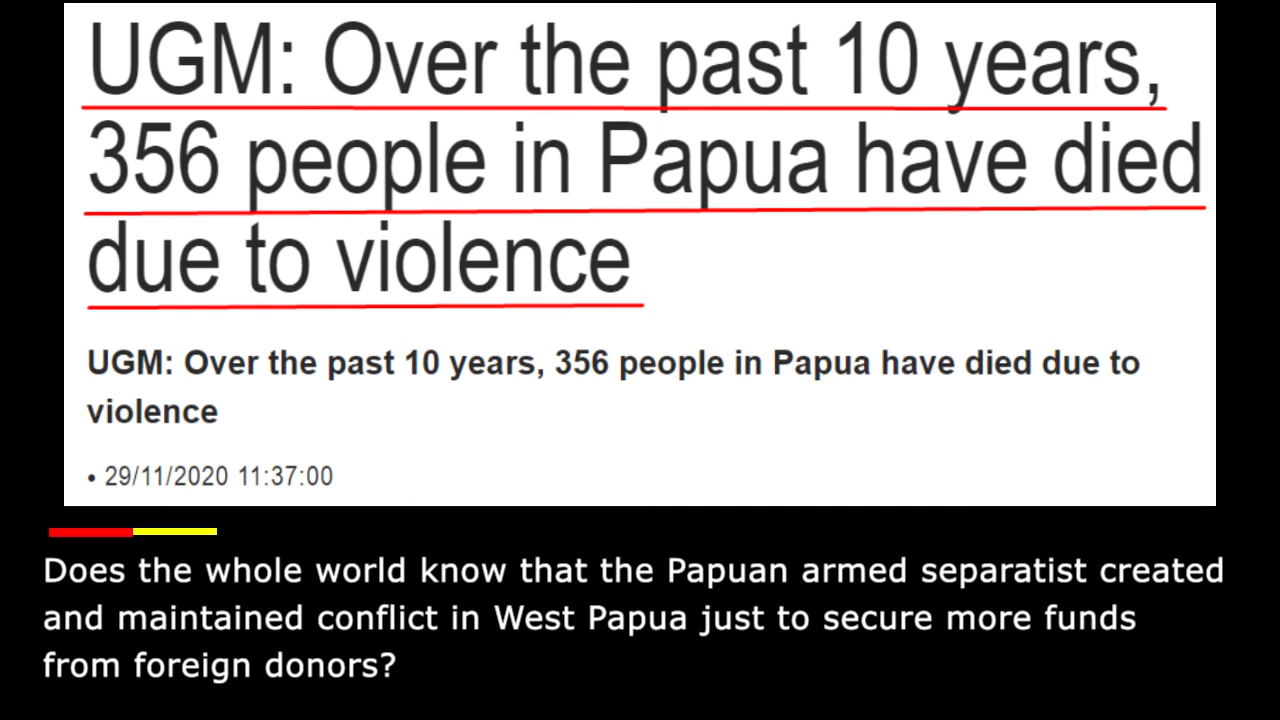 UGM: Over the past 10 years,
356 people in Papua have died
due to violence
UGM: Over the past 10 years, 356 people in Papua have died due to
violence
• 29/11/2020 11:37:00
Does the whole world know that the Papuan armed separatist created
and maintained conflict in West Papua just to secure more funds
from foreign donors?